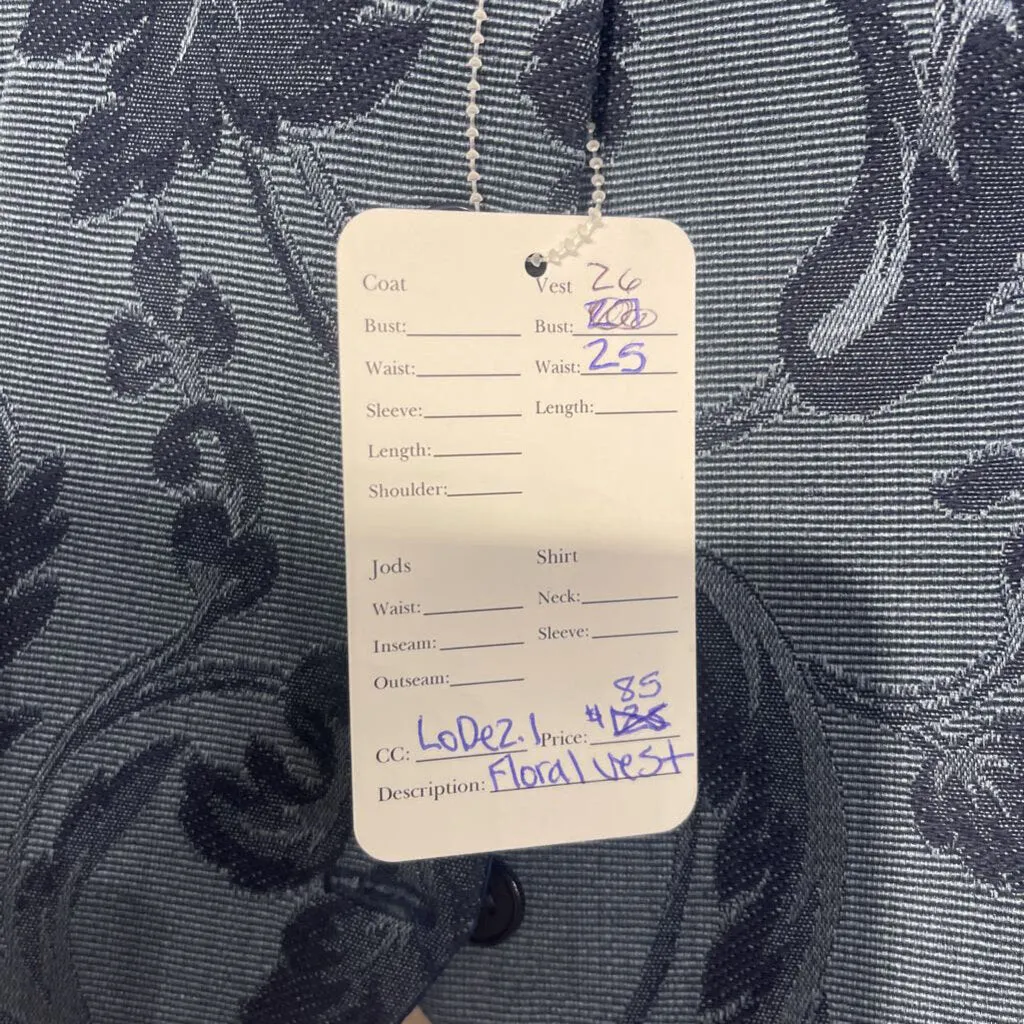 Coat
Bust:
Waist:
Sleeve:
Length:
Shoulder:
Vest 26
Bust:
Waist: 25
Length:
Jods
Waist:
Inseam:
Outseam:
Shirt
Neck:
Sleeve:
85
CC: LoDez.1 Price: $
Description: Floral vest